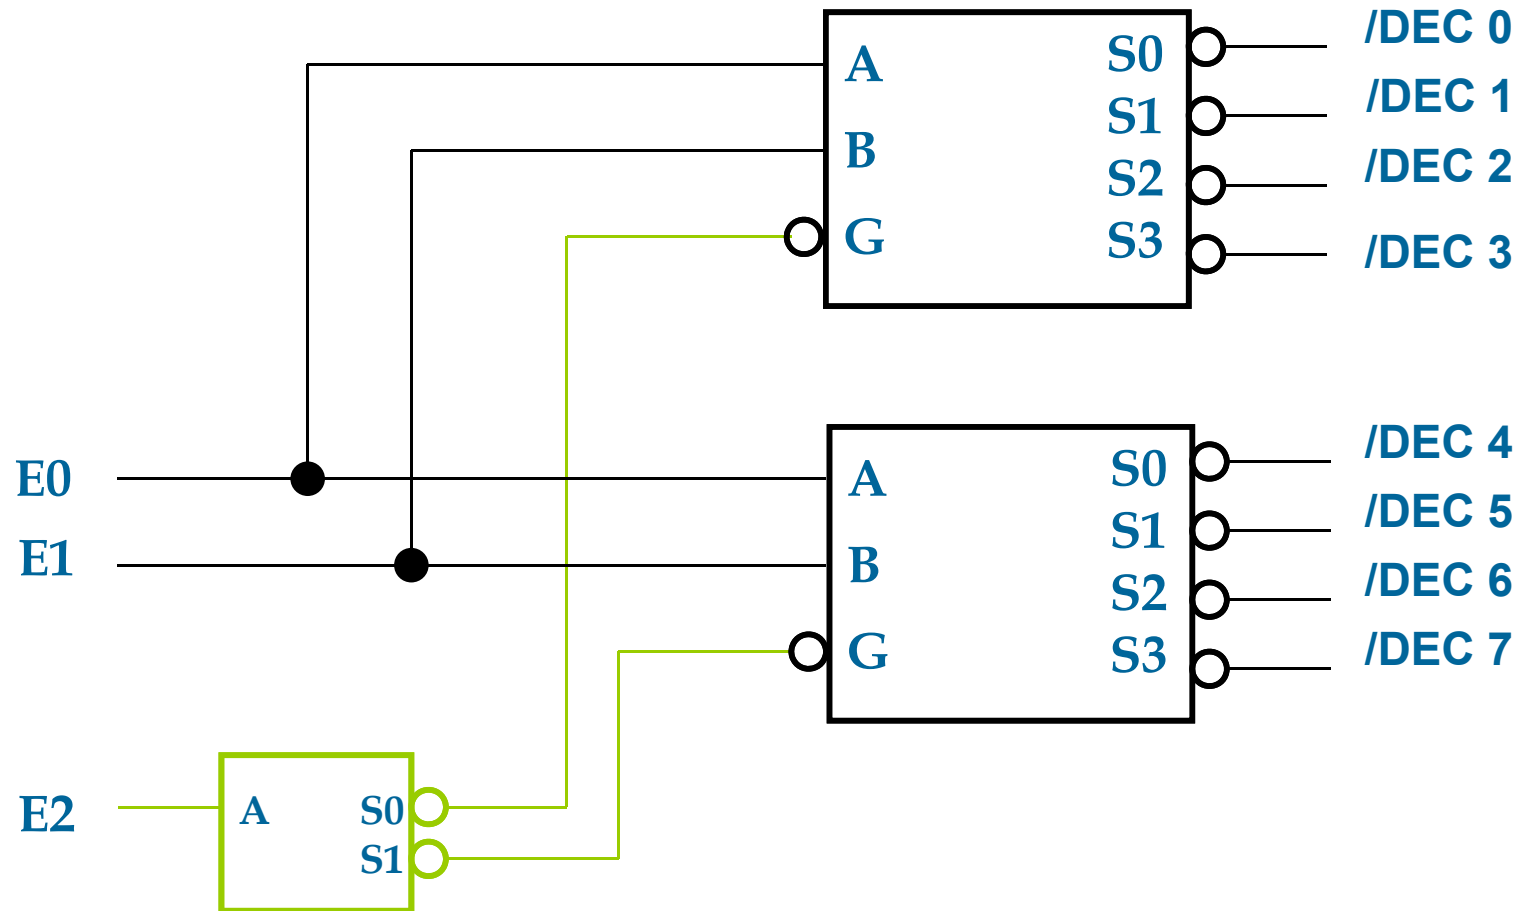 A
B
G
S0
S1
S2
S3
/DEC 0
/DEC 1
/DEC 2
/DEC 3
E0
E1
A
B
G
S0
S1
S2
S3
/DEC 4
/DEC 5
/DEC 6
/DEC 7
E2
A
S0
S1